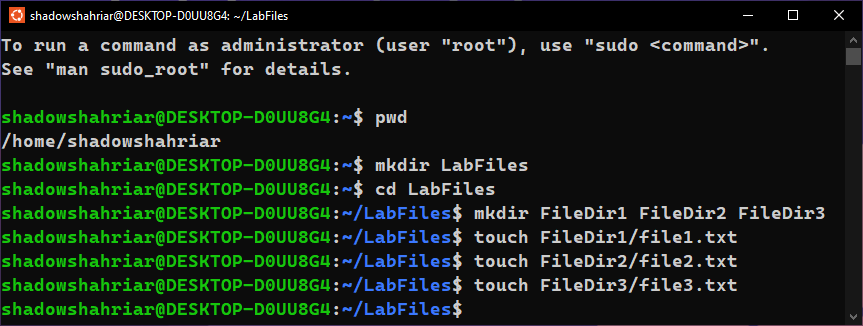 shadowshahriar@DESKTOP-D0UU8G4: ~/LabFiles
To run a command as administrator (user "root"), use "sudo <command>".
See "man sudo_root" for details.
shadowshahriar@DESKTOP-D0UU8G4:~$ pwd
/home/shadowshahriar
shadowshahriar@DESKTOP-D0UU8G4:~$ mkdir LabFiles
shadowshahriar@DESKTOP-D0UU8G4:~$ cd LabFiles
shadowshahriar@DESKTOP-D0UU8G4:~/LabFiles$ mkdir FileDir1 FileDir2 FileDir3
shadowshahriar@DESKTOP-D0UU8G4:~/LabFiles$ touch FileDir1/file1.txt
shadowshahriar@DESKTOP-D0UU8G4:~/LabFiles$ touch FileDir2/file2.txt
shadowshahriar@DESKTOP-D0UU8G4:~/LabFiles$ touch FileDir3/file3.txt
shadowshahriar@DESKTOP-D0UU8G4:~/LabFiles$